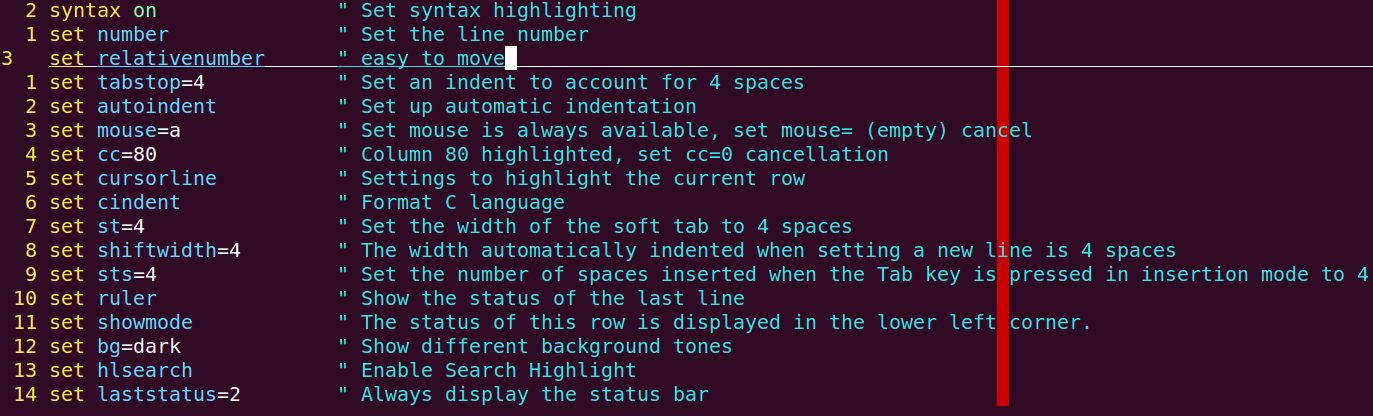 2 syntax on               " Set syntax highlighting
  1 set number              " Set the line number
3   set relativenumber      " easy to move
  1 set tabstop=4           " Set an indent to account for 4 spaces
  2 set autoindent          " Set up automatic indentation
  3 set mouse=a             " Set mouse is always available, set mouse= (empty) cancel
  4 set cc=80               " Column 80 highlighted, set cc=0 cancellation
  5 set cursorline          " Settings to highlight the current row
  6 set cindent             " Format C language
  7 set st=4                " Set the width of the soft tab to 4 spaces
  8 set shiftwidth=4        " The width automatically indented when setting a new line is 4 spaces
  9 set sts=4               " Set the number of spaces inserted when the Tab key is pressed in insertion mode to 4
 10 set ruler               " Show the status of the last line
 11 set showmode            " The status of this row is displayed in the lower left corner.
 12 set bg=dark             " Show different background tones
 13 set hlsearch            " Enable Search Highlight
 14 set laststatus=2        " Always display the status bar